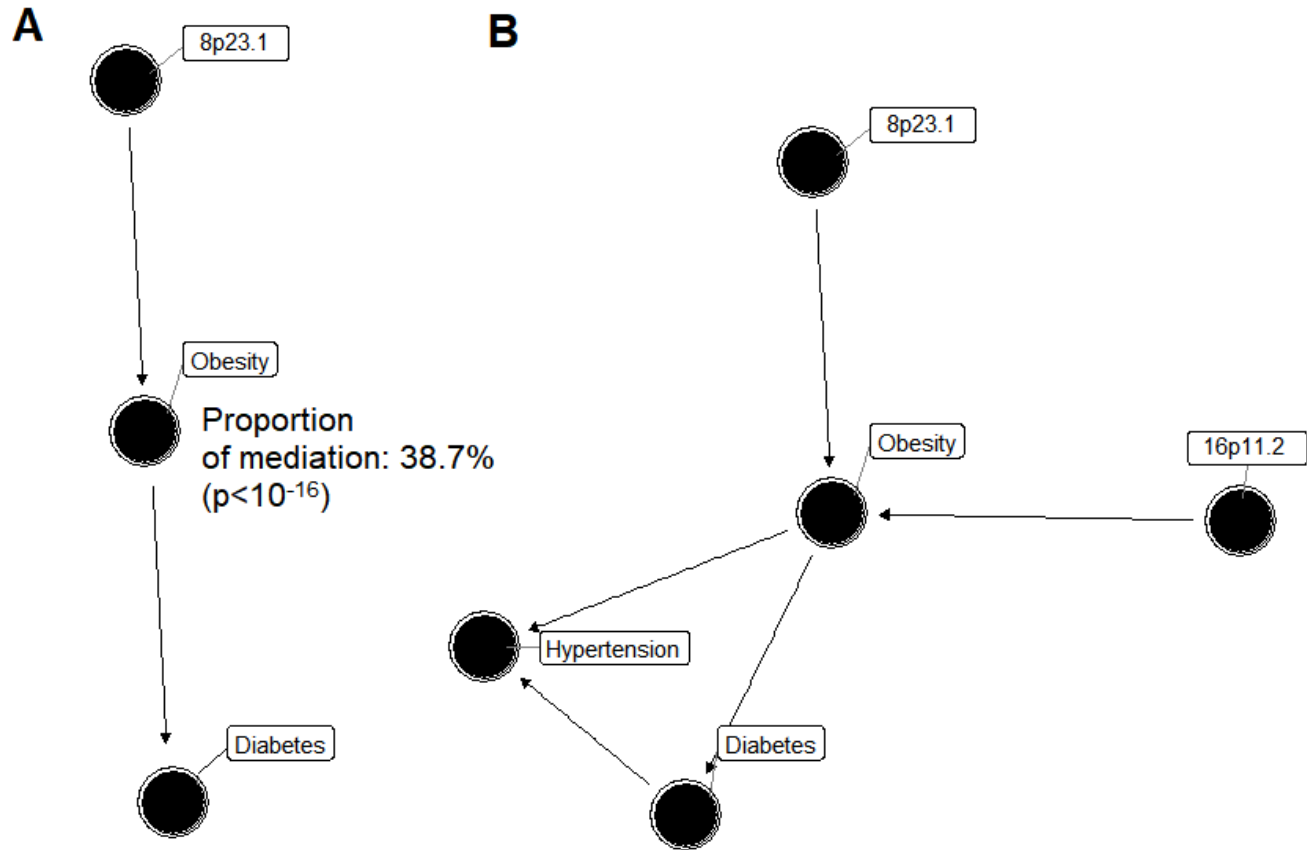 A
8p23.1
Obesity
Proportion
of mediation: 38.7%
(p<10⁻¹⁶)
Diabetes
B
8p23.1
Obesity
16p11.2
Hypertension
Diabetes